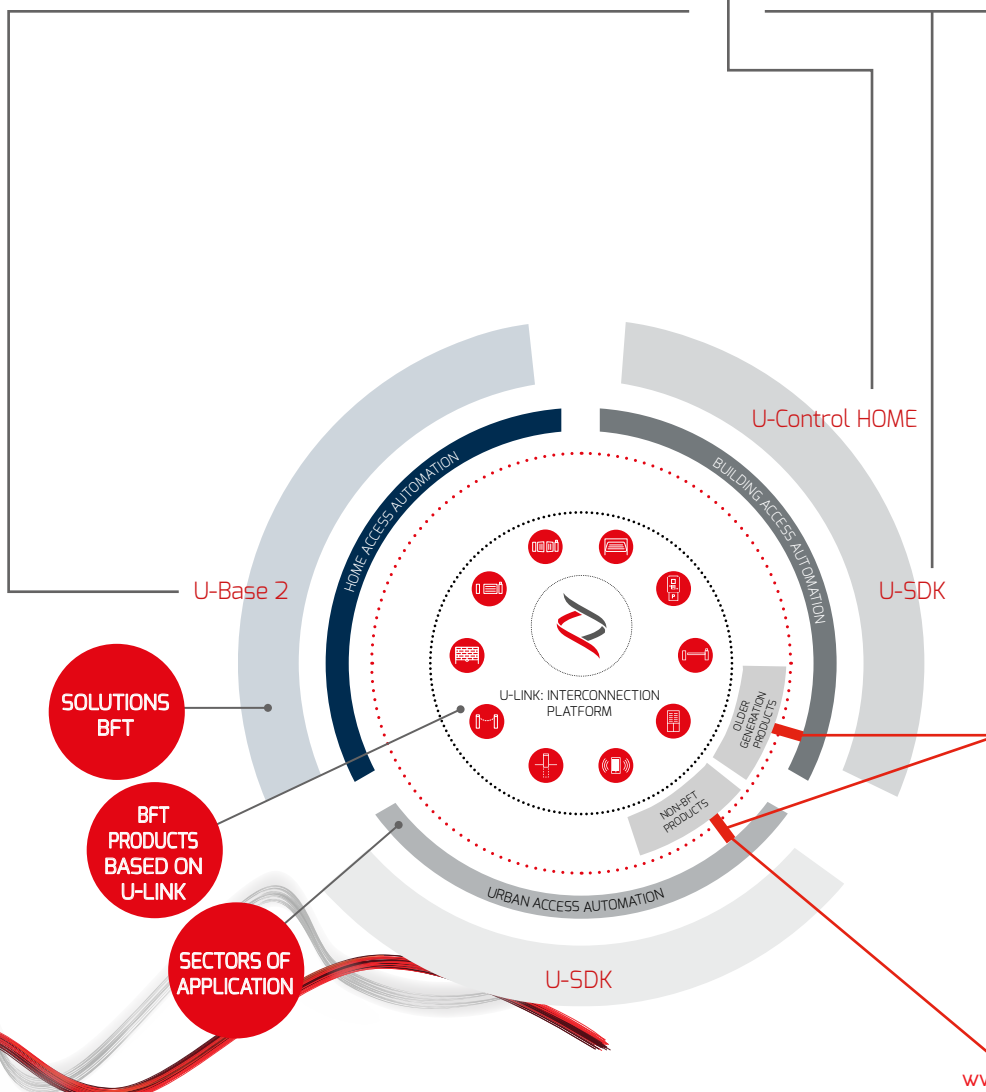 U-Control HOME
HOME ACCESS AUTOMATION
BUILDING ACCESS AUTOMATION
U-Base 2
U-SDK
P
SOLUTIONS
BFT
U-LINK: INTERCONNECTION
PLATFORM
OLDER
GENERATION
PRODUCTS
NON-BFT
PRODUCTS
BFT
PRODUCTS
BASED ON
U-LINK
URBAN ACCESS AUTOMATION
SECTORS OF
APPLICATION
U-SDK